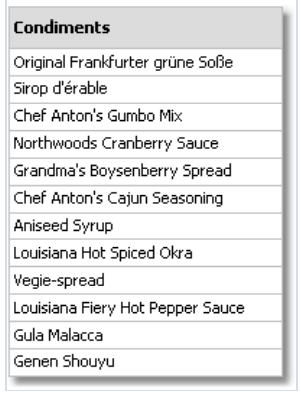 Condiments
Original Frankfurter grüne Soße
Sirop d'érable
Chef Anton's Gumbo Mix
Northwoods Cranberry Sauce
Grandma's Boysenberry Spread
Chef Anton's Cajun Seasoning
Aniseed Syrup
Louisiana Hot Spiced Okra
Vegie-spread
Louisiana Fiery Hot Pepper Sauce
Gula Malacca
Genen Shouyu